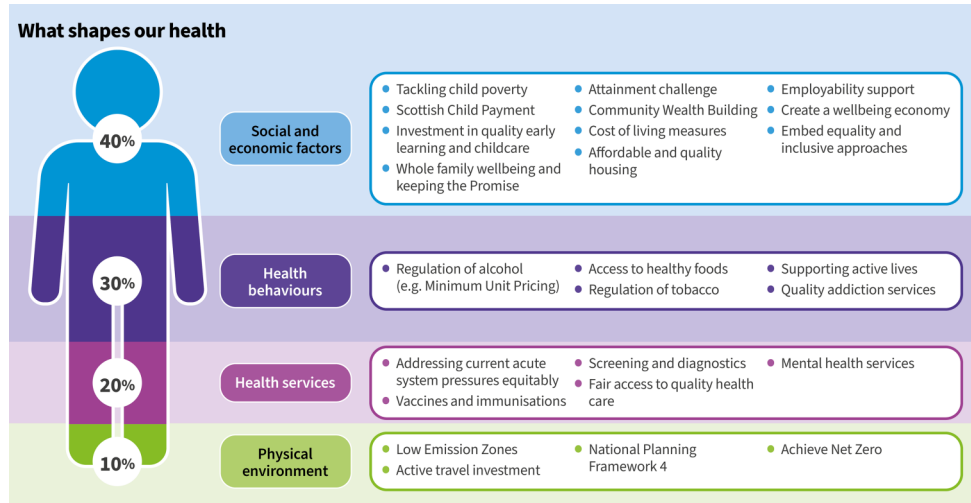 What shapes our health
40%
Social and
economic factors
Tackling child poverty
Scottish Child Payment
Investment in quality early
learning and childcare
Whole family wellbeing and
keeping the Promise
Attainment challenge
Community Wealth Building
Cost of living measures
Affordable and quality
housing
Employability support
Create a wellbeing economy
Embed equality and
inclusive approaches
30%
Health
behaviours
Regulation of alcohol
(e.g. Minimum Unit Pricing)
Access to healthy foods
Regulation of tobacco
Supporting active lives
Quality addiction services
20%
Health services
Addressing current acute
system pressures equitably
Vaccines and immunisations
Screening and diagnostics
Fair access to quality health
care
Mental health services
10%
Physical
environment
Low Emission Zones
Active travel investment
National Planning
Framework 4
Achieve Net Zero